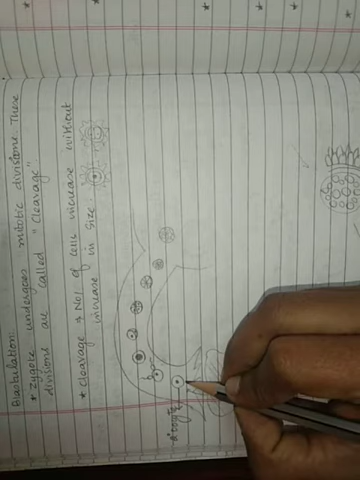 Blastulation:
* Zygote undergoes mitotic divisions. These
divisions are called "Cleavage"
* Cleavage → No. of cells increase without
increase in size.